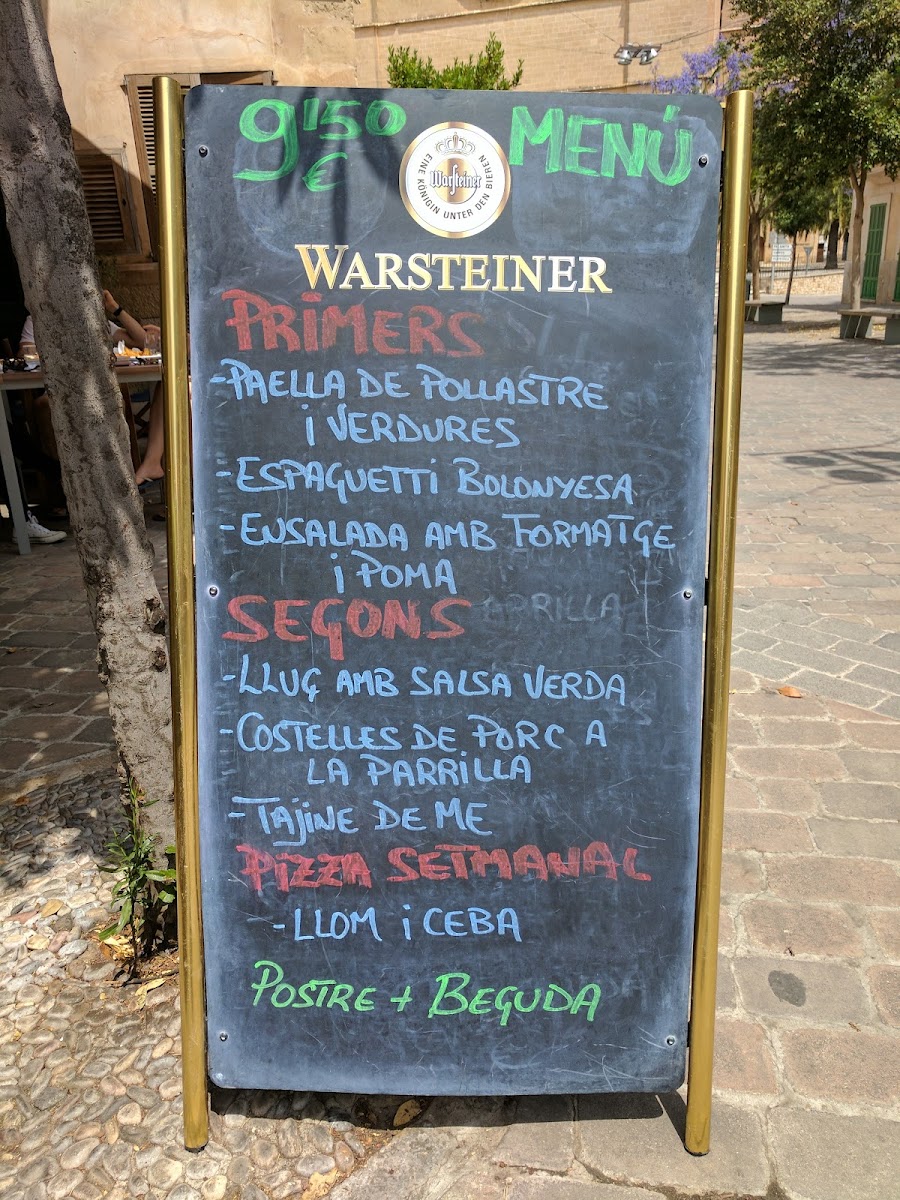 9'50 MENÚ
€
EINE KÖNIGIN UNTER DEN BIEREN
Warsteiner
WARSTEINER
PRIMERS
-PAELLA DE POLLASTRE
i VERDURES
-ESPAGUETTi BOLONYESA
-ENSALADA AMB FORMATGE
i POMA
SEGONS
-LLUÇ AMB SALSA VERDA
-COSTELLES DE PORC A
LA PARRiLLA
-TAJiNE DE ME
PiZZA SETMANAL
-LLOM i CEBA
POSTRE + BEGUDA